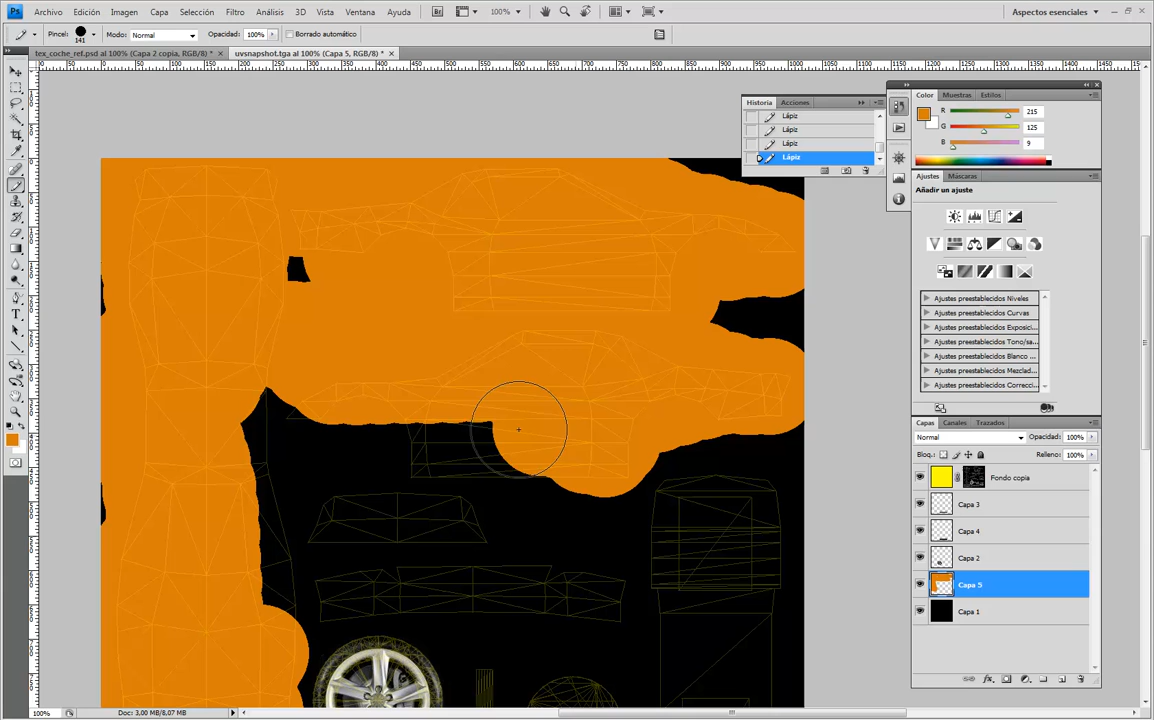 Ps Archivo Edición Imagen Capa Selección Filtro Análisis 3D Vista Ventana Ayuda Br 100% Aspectos esenciales
Pincel: 141 Modo: Normal Opacidad: 100% Borrado automático
tex_coche_ref.psd al 100% (Capa 2 copia, RGB/8) * uvsnapshot.tga al 100% (Capa 5, RGB/8) *
Historia Acciones
Lápiz
Lápiz
Lápiz
Lápiz
Color Muestras Estilos
R 215
G 125
B 9
Ajustes Máscaras
Añadir un ajuste
Ajustes preestablecidos Niveles
Ajustes preestablecidos Curvas
Ajustes preestablecidos Exposici...
Ajustes preestablecidos Tono/sa...
Ajustes preestablecidos Blanco ...
Ajustes preestablecidos Mezclad...
Ajustes preestablecidos Correcci...
Capas Canales Trazados
Normal Opacidad: 100%
Bloq.: Relleno: 100%
Fondo copia
Capa 3
Capa 4
Capa 2
Capa 5
Capa 1
100% Doc: 3,00 MB/8,07 MB